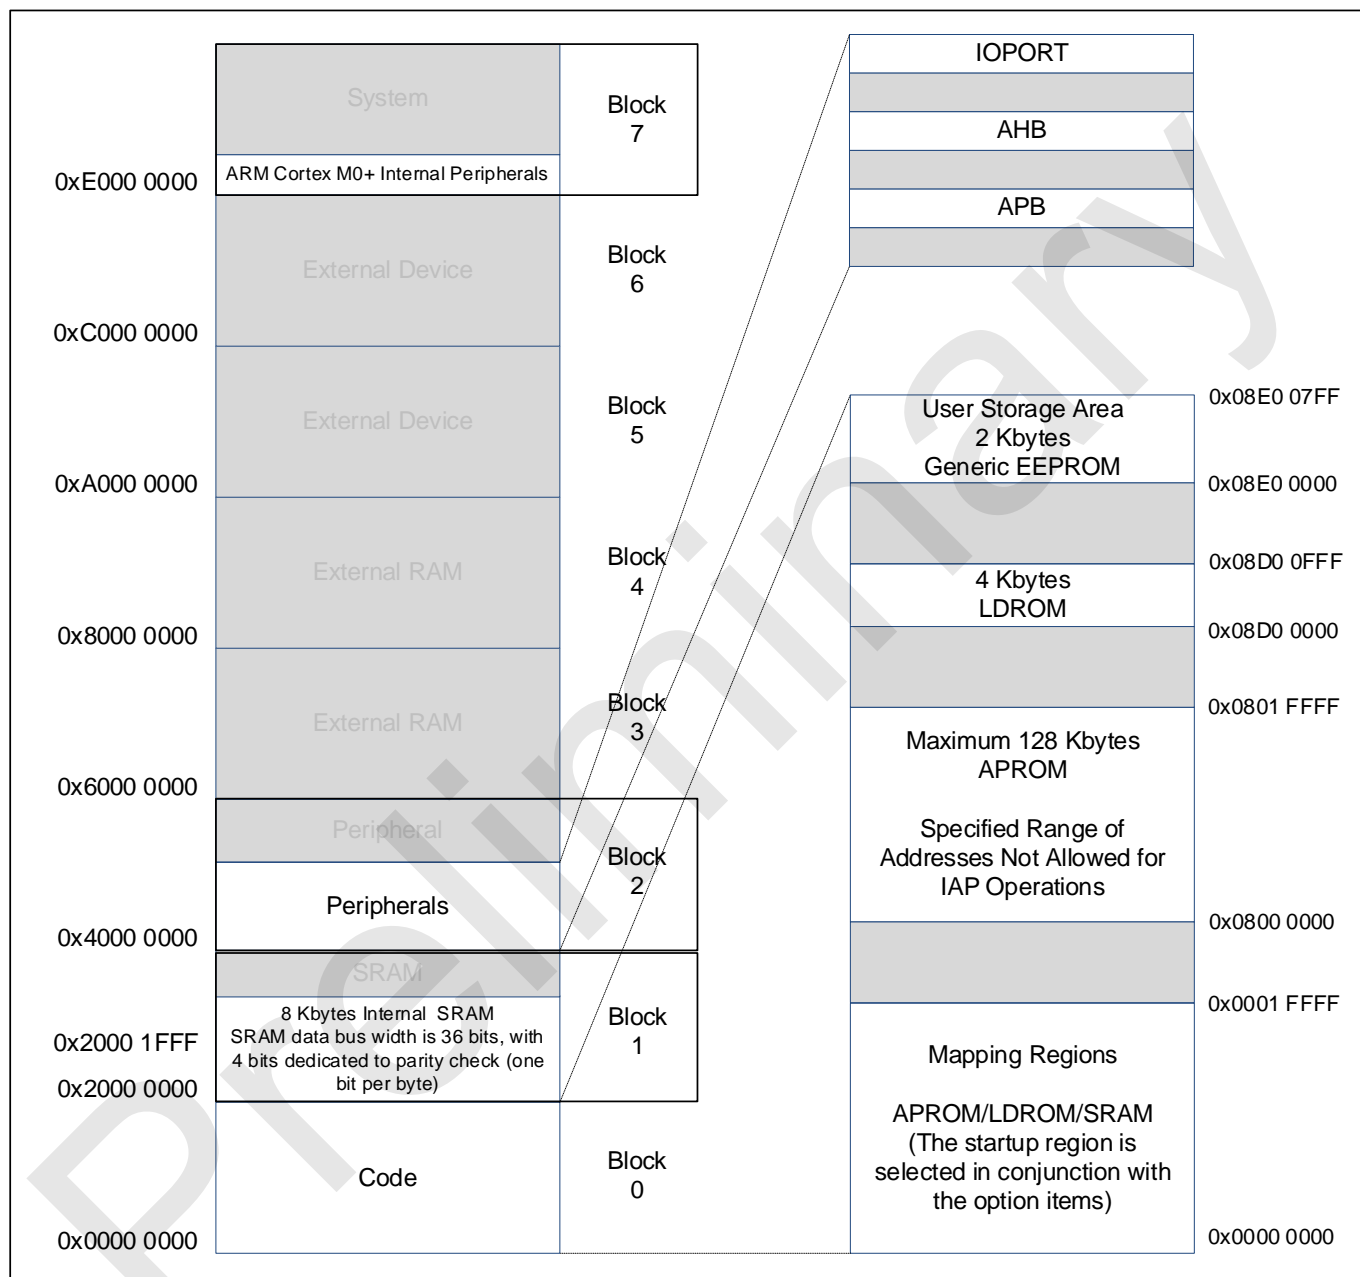 System
Block
7
ARM Cortex M0+ Internal Peripherals
0xE000 0000
External Device
Block
6
0xC000 0000
External Device
Block
5
0xA000 0000
External RAM
Block
4
0x8000 0000
External RAM
Block
3
0x6000 0000
Peripheral
Block
2
Peripherals
0x4000 0000
SRAM
8 Kbytes Internal SRAM
SRAM data bus width is 36 bits, with
4 bits dedicated to parity check (one
bit per byte)
Block
1
0x2000 1FFF
0x2000 0000
Code
Block
0
0x0000 0000
IOPORT
AHB
APB
0x08E0 07FF
User Storage Area
2 Kbytes
Generic EEPROM
0x08E0 0000
0x08D0 0FFF
4 Kbytes
LDROM
0x08D0 0000
0x0801 FFFF
Maximum 128 Kbytes
APROM
Specified Range of
Addresses Not Allowed for
IAP Operations
0x0800 0000
0x0001 FFFF
Mapping Regions
APROM/LDROM/SRAM
(The startup region is
selected in conjunction with
the option items)
0x0000 0000
Preliminary